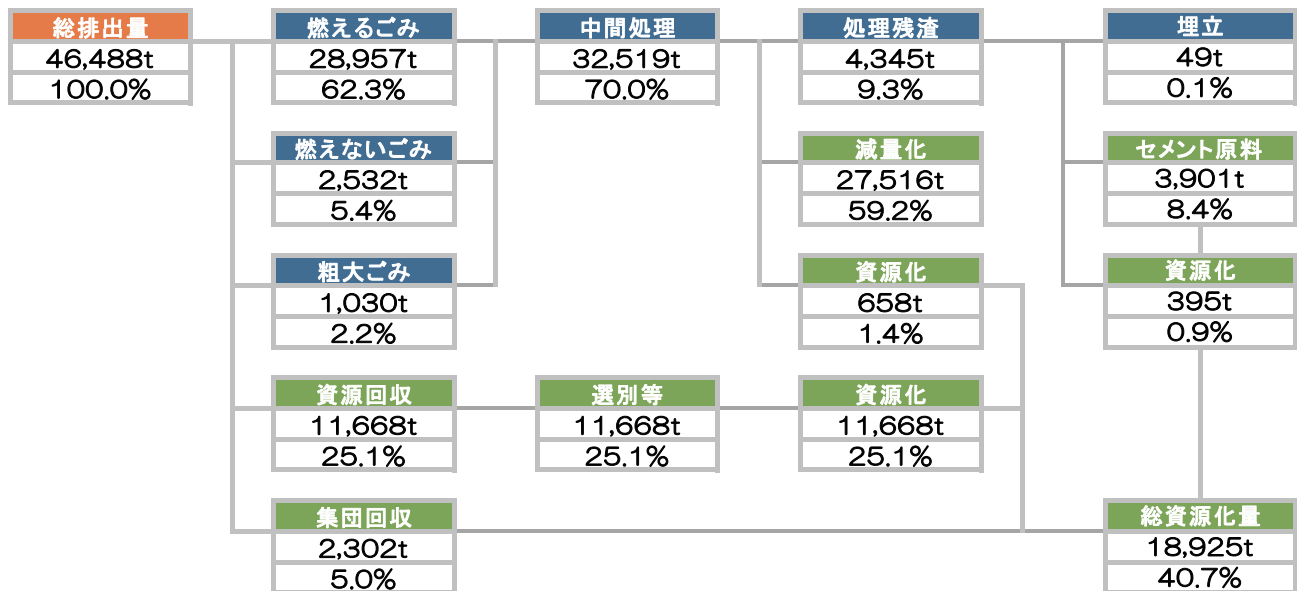 総排出量
46,488t
100.0%
燃えるごみ
28,957t
62.3%
中間処理
32,519t
70.0%
処理残渣
4,345t
9.3%
埋立
49t
0.1%
燃えないごみ
2,532t
5.4%
減量化
27,516t
59.2%
セメント原料
3,901t
8.4%
粗大ごみ
1,030t
2.2%
資源化
658t
1.4%
資源化
395t
0.9%
資源回収
11,668t
25.1%
選別等
11,668t
25.1%
資源化
11,668t
25.1%
集団回収
2,302t
5.0%
総資源化量
18,925t
40.7%